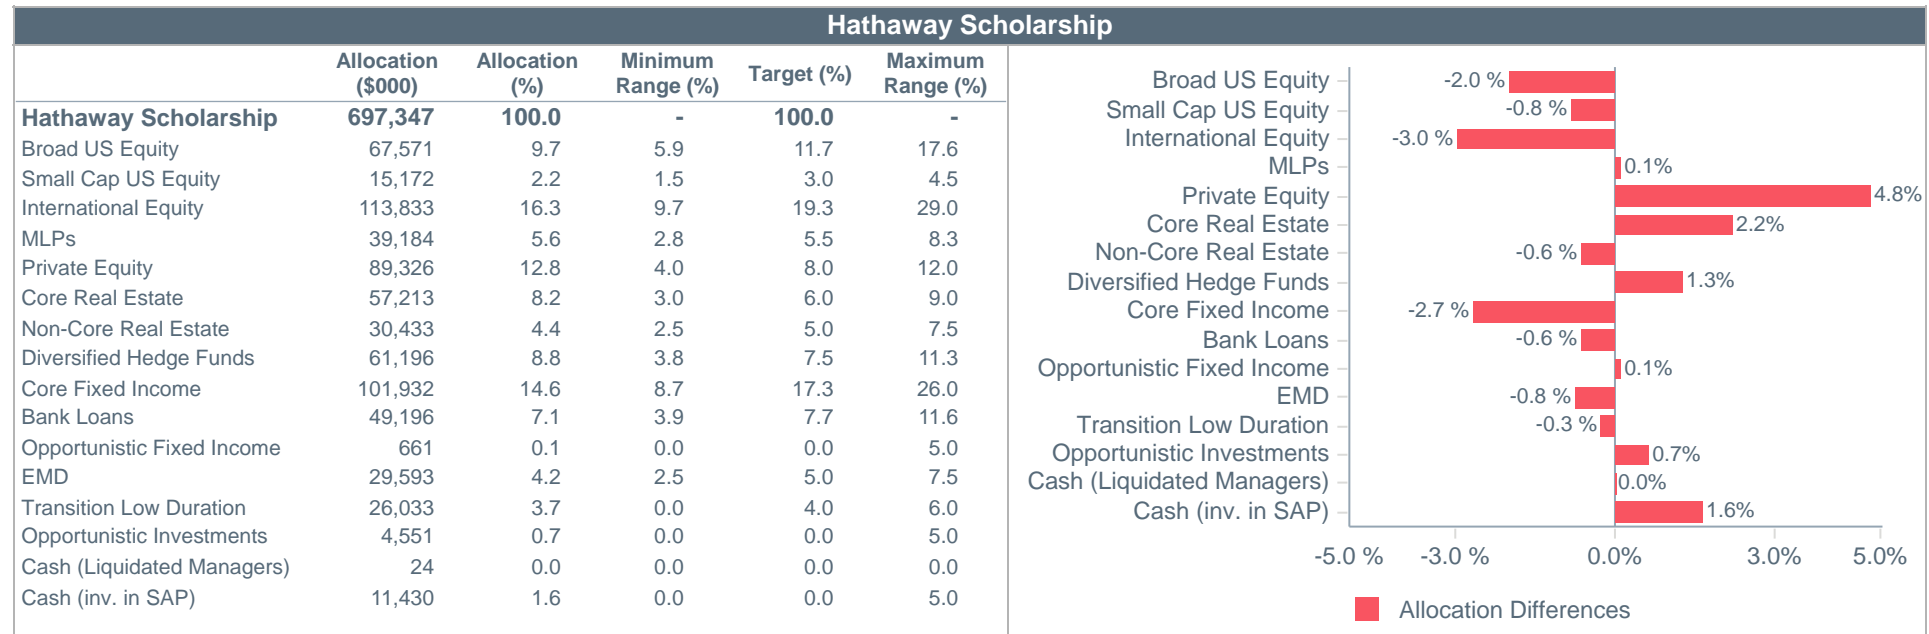 Hathaway Scholarship
Allocation ($000) Allocation (%) Minimum Range (%) Target (%) Maximum Range (%)
Hathaway Scholarship 697,347 100.0 - 100.0 -
Broad US Equity 67,571 9.7 5.9 11.7 17.6
Small Cap US Equity 15,172 2.2 1.5 3.0 4.5
International Equity 113,833 16.3 9.7 19.3 29.0
MLPs 39,184 5.6 2.8 5.5 8.3
Private Equity 89,326 12.8 4.0 8.0 12.0
Core Real Estate 57,213 8.2 3.0 6.0 9.0
Non-Core Real Estate 30,433 4.4 2.5 5.0 7.5
Diversified Hedge Funds 61,196 8.8 3.8 7.5 11.3
Core Fixed Income 101,932 14.6 8.7 17.3 26.0
Bank Loans 49,196 7.1 3.9 7.7 11.6
Opportunistic Fixed Income 661 0.1 0.0 0.0 5.0
EMD 29,593 4.2 2.5 5.0 7.5
Transition Low Duration 26,033 3.7 0.0 4.0 6.0
Opportunistic Investments 4,551 0.7 0.0 0.0 5.0
Cash (Liquidated Managers) 24 0.0 0.0 0.0 0.0
Cash (inv. in SAP) 11,430 1.6 0.0 0.0 5.0
Broad US Equity -2.0 %
Small Cap US Equity -0.8 %
International Equity -3.0 %
MLPs 0.1%
Private Equity 4.8%
Core Real Estate 2.2%
Non-Core Real Estate -0.6 %
Diversified Hedge Funds 1.3%
Core Fixed Income -2.7 %
Bank Loans -0.6 %
Opportunistic Fixed Income 0.1%
EMD -0.8 %
Transition Low Duration -0.3 %
Opportunistic Investments 0.7%
Cash (Liquidated Managers) 0.0%
Cash (inv. in SAP) 1.6%
-5.0 % -3.0 % 0.0% 3.0% 5.0%
Allocation Differences